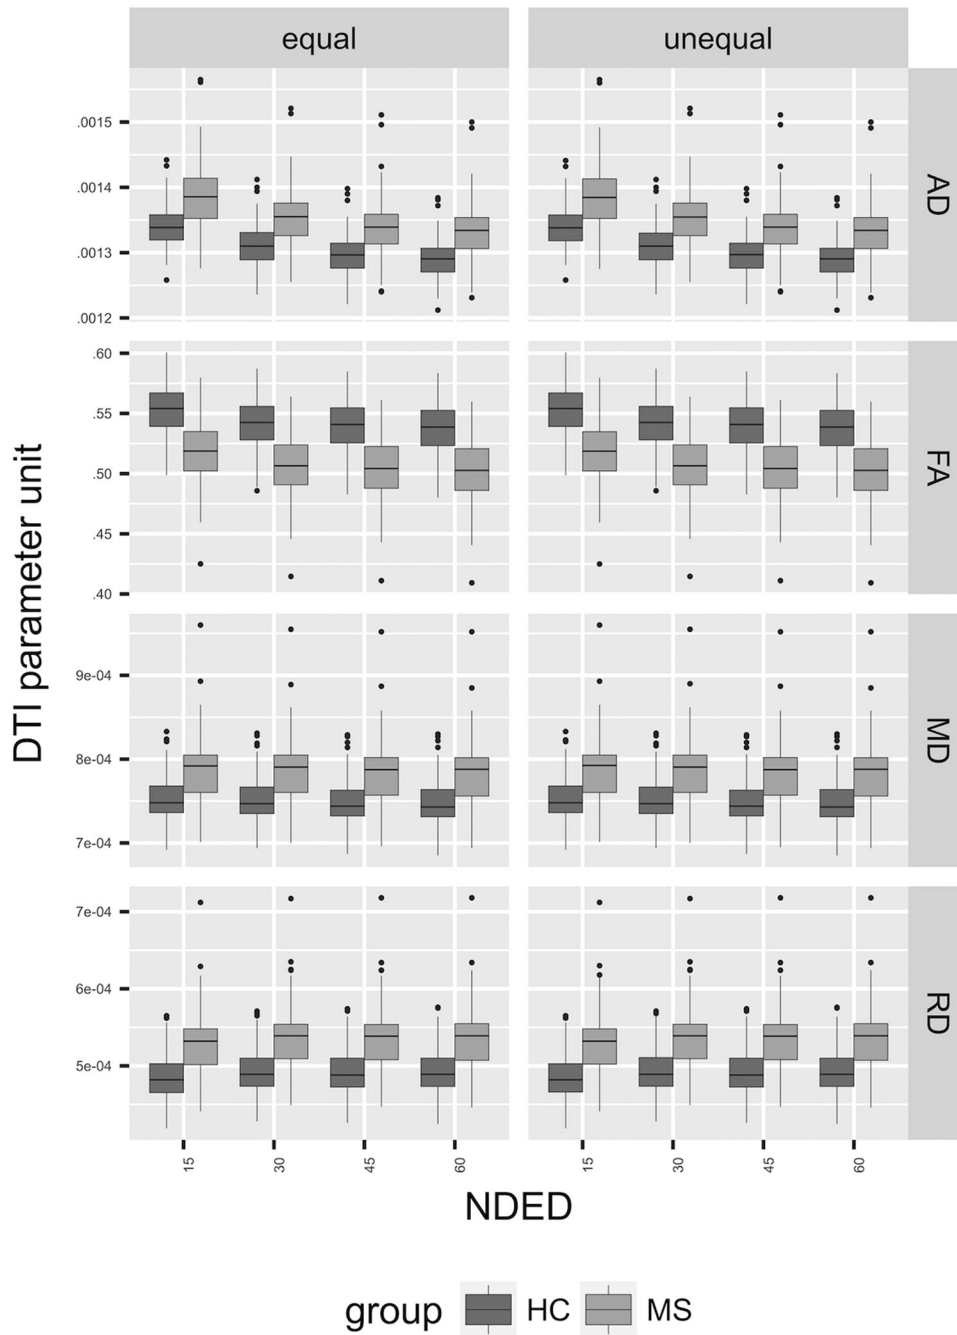 equal unequal
.0015
.0014
.0013
.0012
AD
.60
.55
.50
.45
.40
FA
DTI parameter unit
9e-04
8e-04
7e-04
MD
7e-04
6e-04
5e-04
RD
15 30 45 60 15 30 45 60
NDED
group HC MS